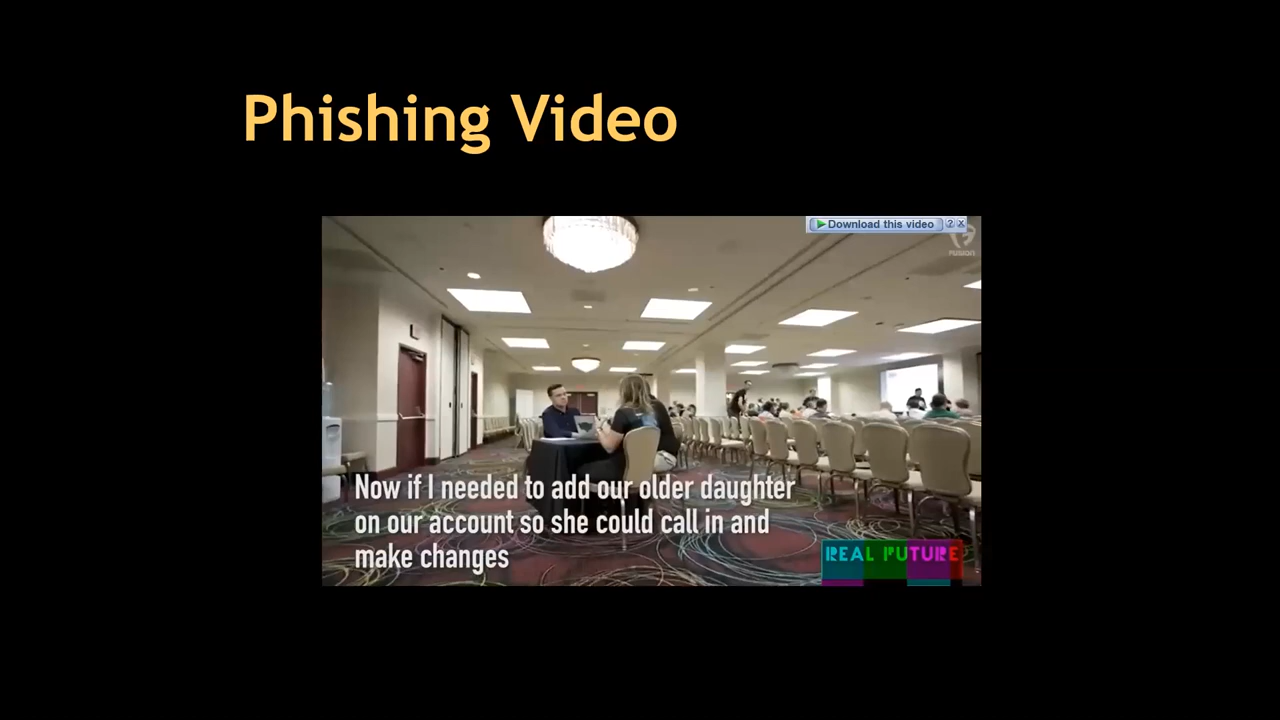 Phishing Video
Download this video
FUSION
Now if I needed to add our older daughter
on our account so she could call in and
make changes
REAL FUTURE